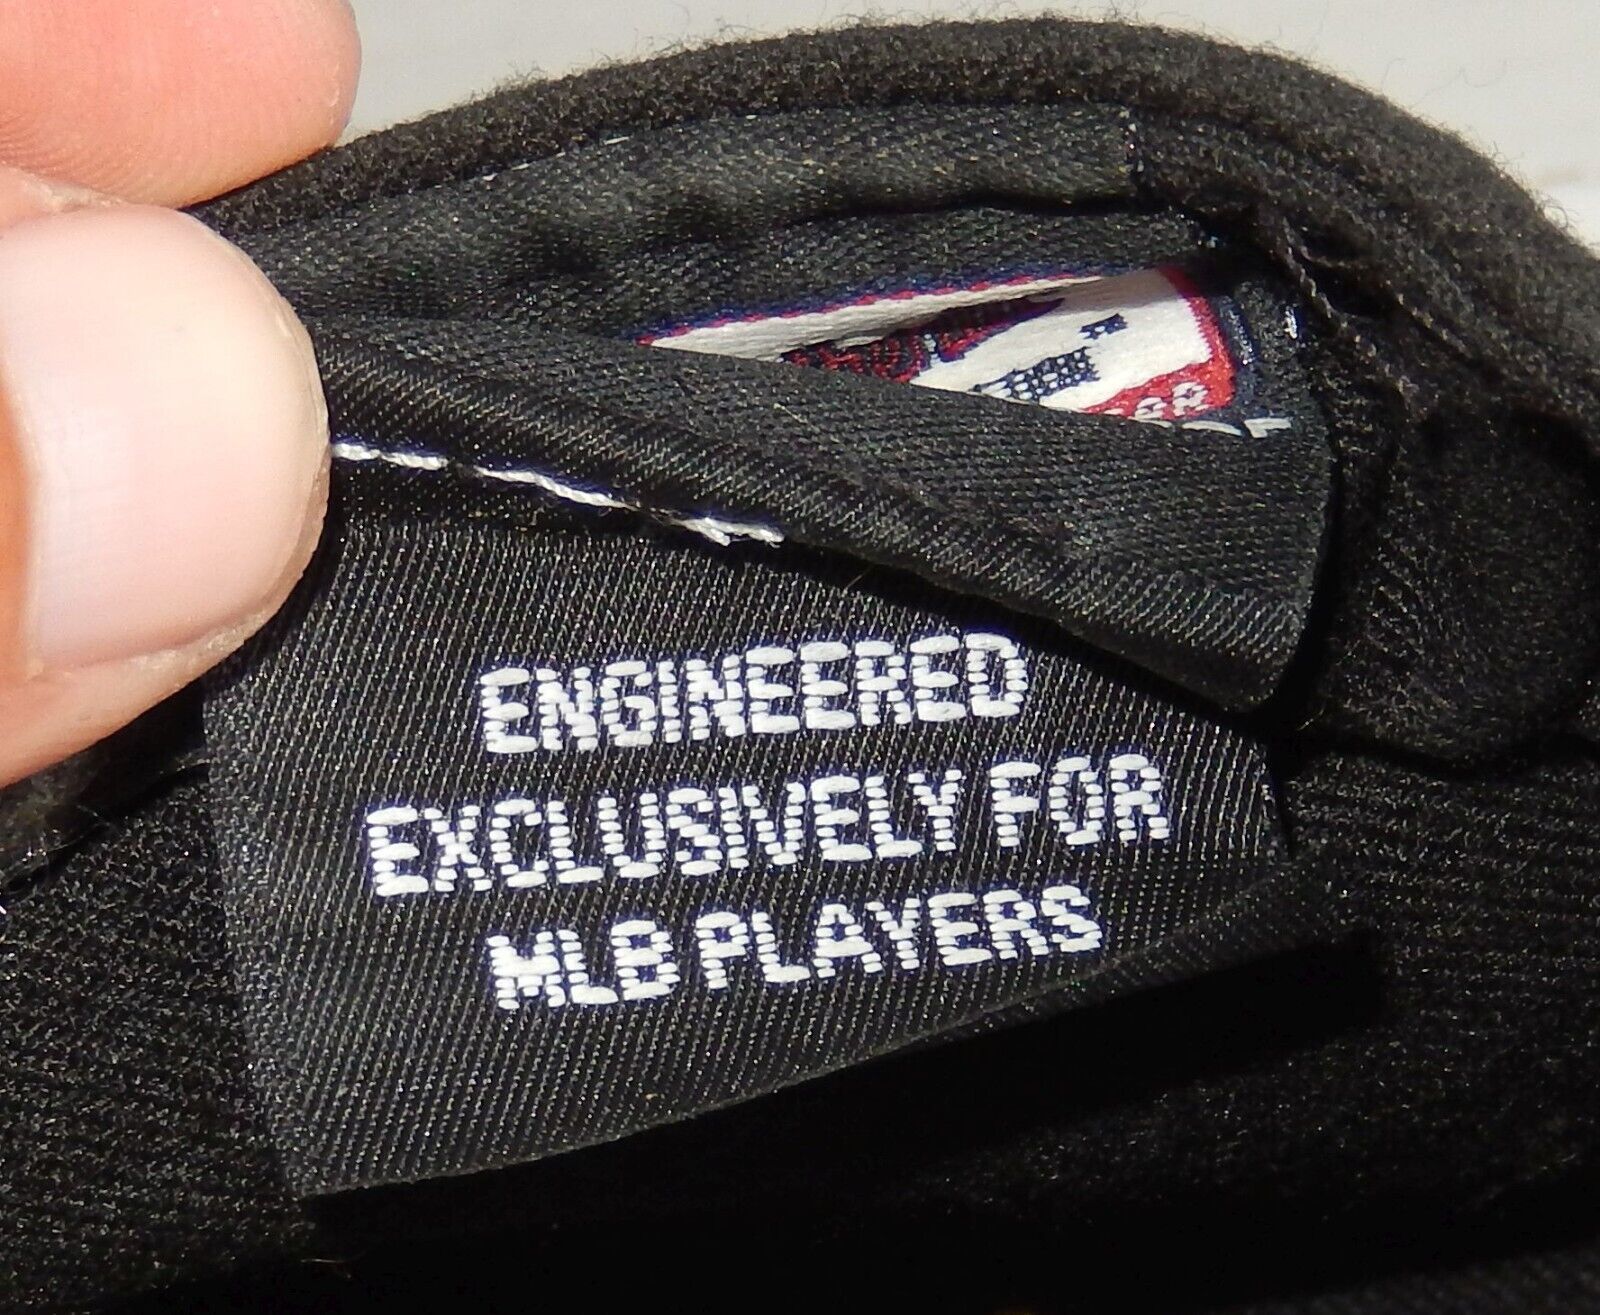 ENGINEERED
EXCLUSIVELY FOR
MLB PLAYERS